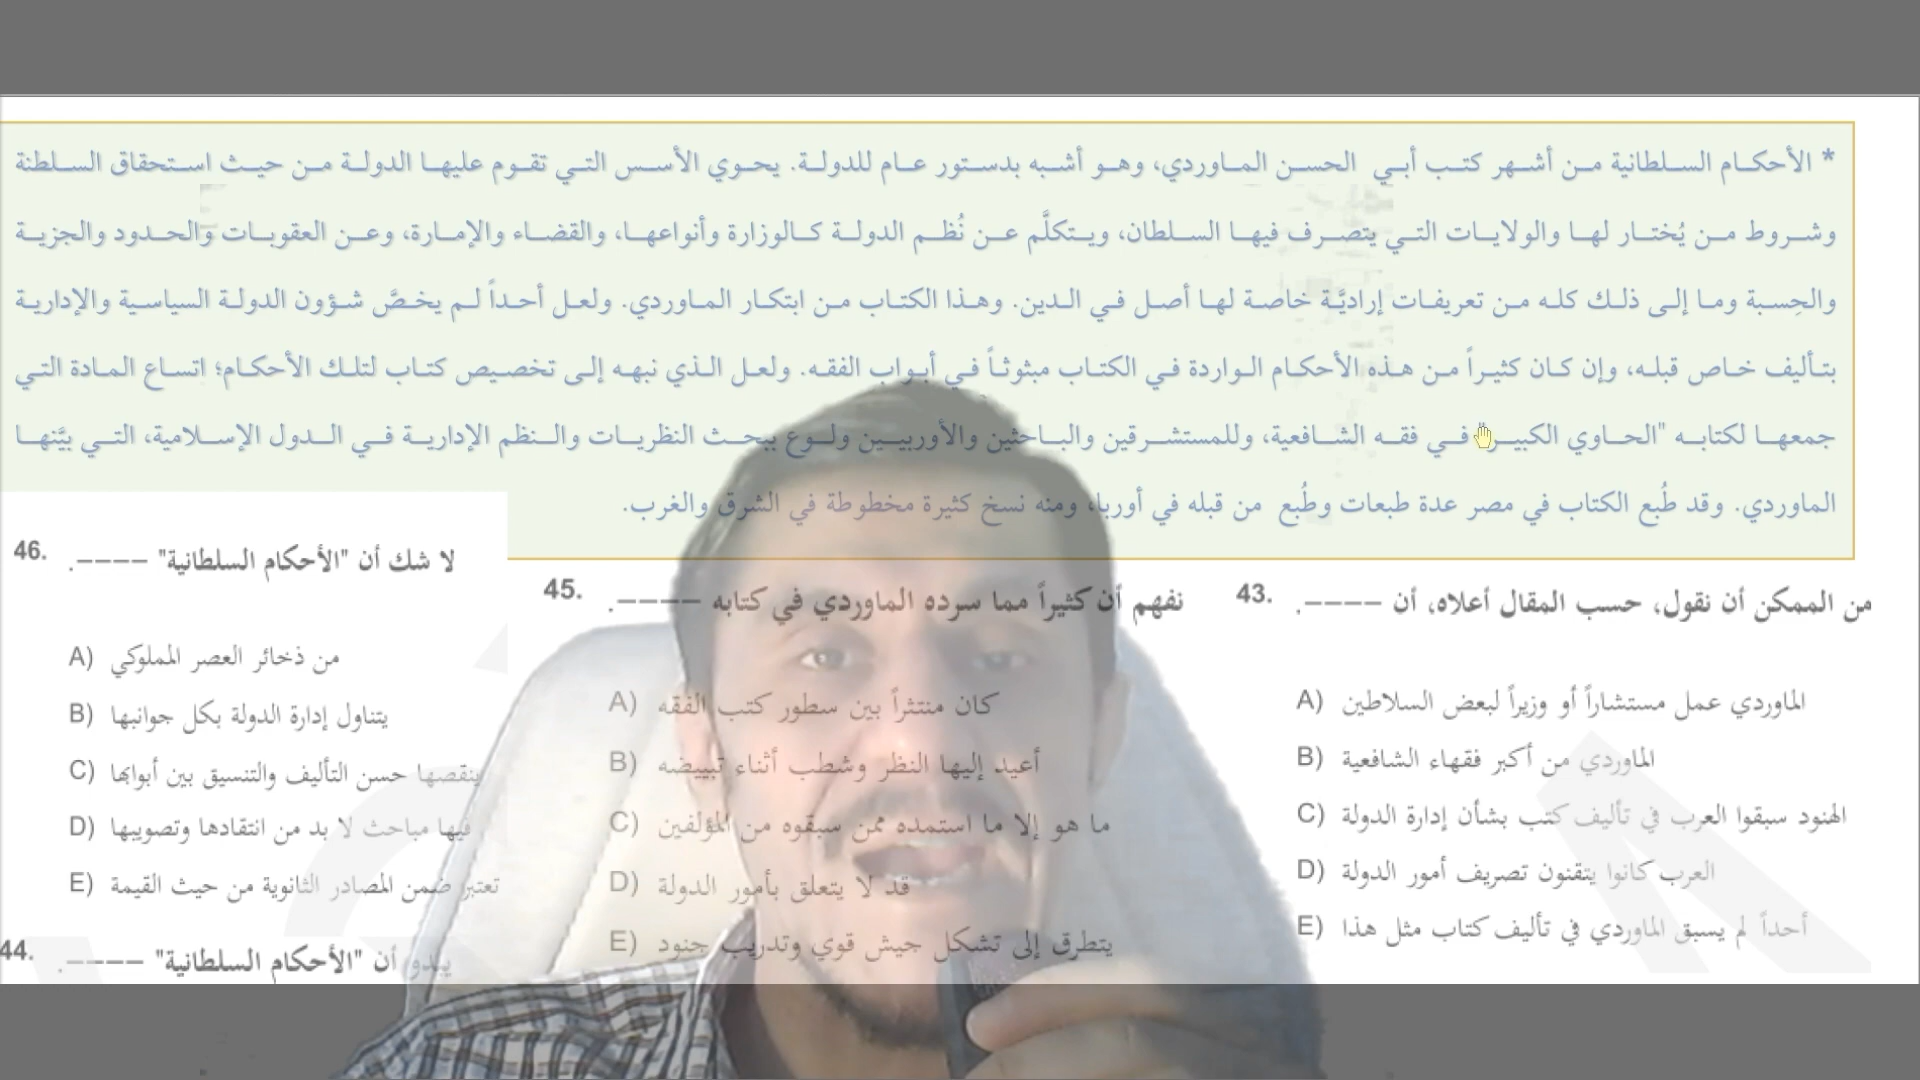 * الأحكام السلطانية من أشهر كتب أبي الحسن الماوردي، وهو أشبه بدستور عام للدولة. يحوي الأسس التي تقوم عليها الدولة من حيث استحقاق السلطنة
وشروط من يُختار لها والولايات التي يتصرف فيها السلطان، ويتكلَّم عن نُظم الدولة كالوزارة وأنواعها، والقضاء والإمارة، وعن العقوبات والحدود والجزية
والحِسبة وما إلى ذلك كله من تعريفات إراديَّة خاصة لها أصل في الدين. وهذا الكتاب من ابتكار الماوردي. ولعل أحداً لم يخصَّ شؤون الدولة السياسية والإدارية
بتأليف خاص قبله، وإن كان كثيراً من هذه الأحكام الواردة في الكتاب مبثوثاً في أبواب الفقه. ولعل الذي نبهه إلى تخصيص كتاب لتلك الأحكام؛ اتساع المادة التي
جمعها لكتابه "الحاوي الكبير" في فقه الشافعية، وللمستشرقين والباحثين والأوربيين ولوع ببحث النظريات والنظم الإدارية في الدول الإسلامية، التي بيَّنها
الماوردي. وقد طُبع الكتاب في مصر عدة طبعات وطُبع من قبله في أوربا، ومنه نسخ كثيرة مخطوطة في الشرق والغرب.
43. من الممكن أن نقول، حسب المقال أعلاه، أن ----.
A) الماوردي عمل مستشاراً أو وزيراً لبعض السلاطين
B) الماوردي من أكبر فقهاء الشافعية
C) الهنود سبقوا العرب في تأليف كتب بشأن إدارة الدولة
D) العرب كانوا يتقنون تصريف أمور الدولة
E) أحداً لم يسبق الماوردي في تأليف كتاب مثل هذا
45. نفهم أن كثيراً مما سرده الماوردي في كتابه ----.
A) كان منتثراً بين سطور كتب الفقه
B) أعيد إليها النظر وشطب أثناء تبييضه
C) ما هو إلا ما استمده ممن سبقوه من المؤلفين
D) قد لا يتعلق بأمور الدولة
E) يتطرق إلى تشكل جيش قوي وتدريب جنود
46. لا شك أن "الأحكام السلطانية" ----.
A) من ذخائر العصر المملوكي
B) يتناول إدارة الدولة بكل جوانبها
C) ينقصها حسن التأليف والتنسيق بين أبوابها
D) فيها مباحث لا بد من انتقادها وتصويبها
E) تعتبر ضمن المصادر الثانوية من حيث القيمة
44. يبدو أن "الأحكام السلطانية" ----.